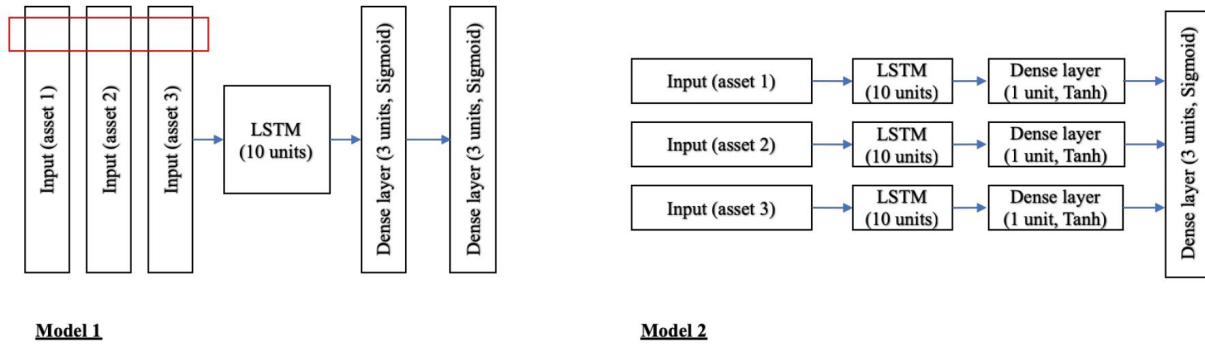 Input (asset 1)
Input (asset 2)
Input (asset 3)
LSTM
(10 units)
Dense layer (3 units, Sigmoid)
Dense layer (3 units, Sigmoid)
Model 1
Input (asset 1)
LSTM
(10 units)
Dense layer
(1 unit, Tanh)
Input (asset 2)
LSTM
(10 units)
Dense layer
(1 unit, Tanh)
Input (asset 3)
LSTM
(10 units)
Dense layer
(1 unit, Tanh)
Dense layer (3 units, Sigmoid)
Model 2